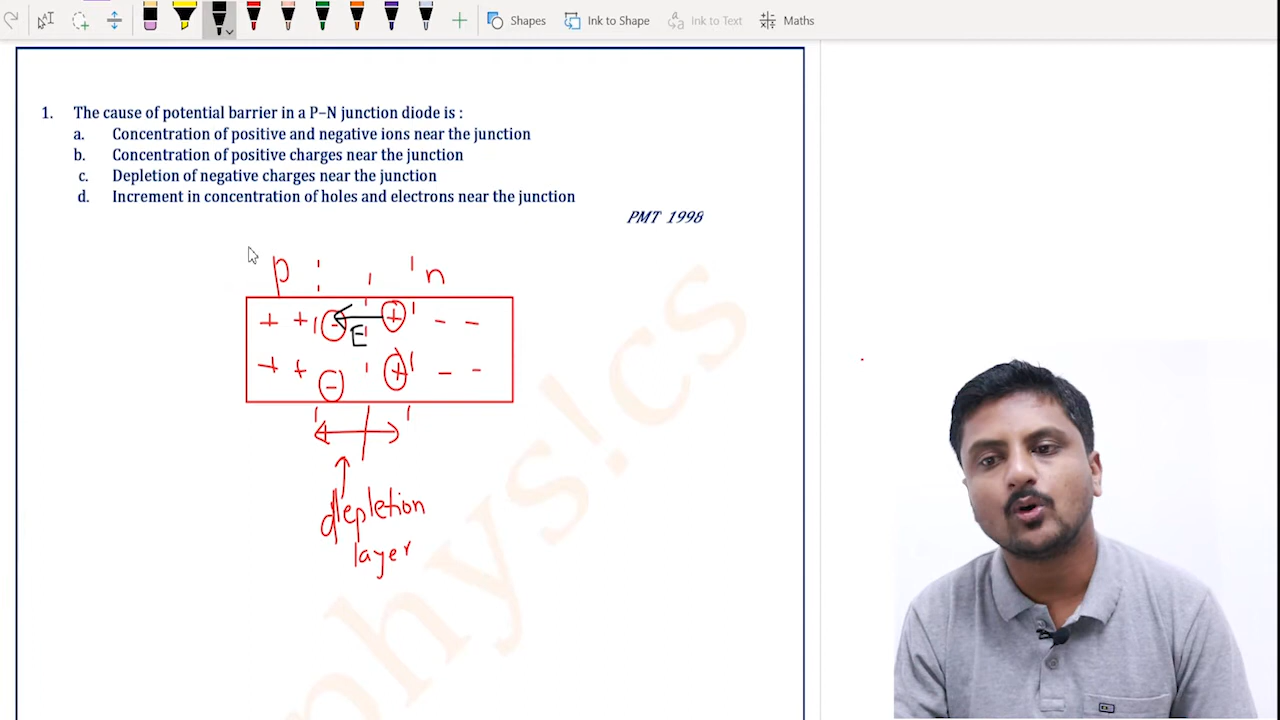 Shapes Ink to Shape Ink to Text Maths
1. The cause of potential barrier in a P–N junction diode is :
a. Concentration of positive and negative ions near the junction
b. Concentration of positive charges near the junction
c. Depletion of negative charges near the junction
d. Increment in concentration of holes and electrons near the junction
PMT 1998
p n
+ + - + - -
E
+ + - + - -
depletion
layer
phys!cs